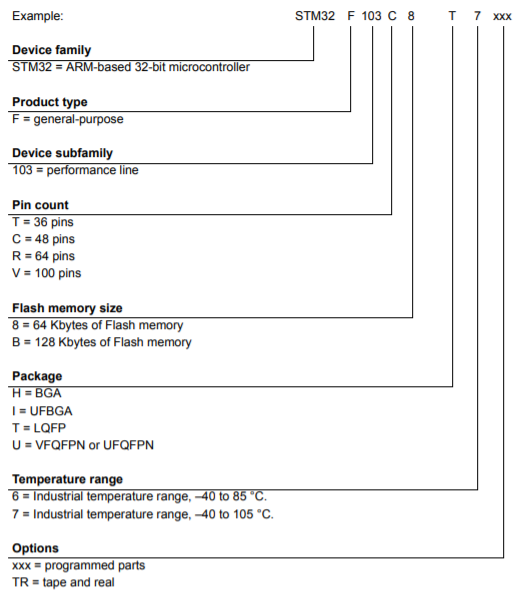 Example: STM32 F 103 C 8 T 7 xxx
Device family
STM32 = ARM-based 32-bit microcontroller
Product type
F = general-purpose
Device subfamily
103 = performance line
Pin count
T = 36 pins
C = 48 pins
R = 64 pins
V = 100 pins
Flash memory size
8 = 64 Kbytes of Flash memory
B = 128 Kbytes of Flash memory
Package
H = BGA
I = UFBGA
T = LQFP
U = VFQFPN or UFQFPN
Temperature range
6 = Industrial temperature range, –40 to 85 °C.
7 = Industrial temperature range, –40 to 105 °C.
Options
xxx = programmed parts
TR = tape and real